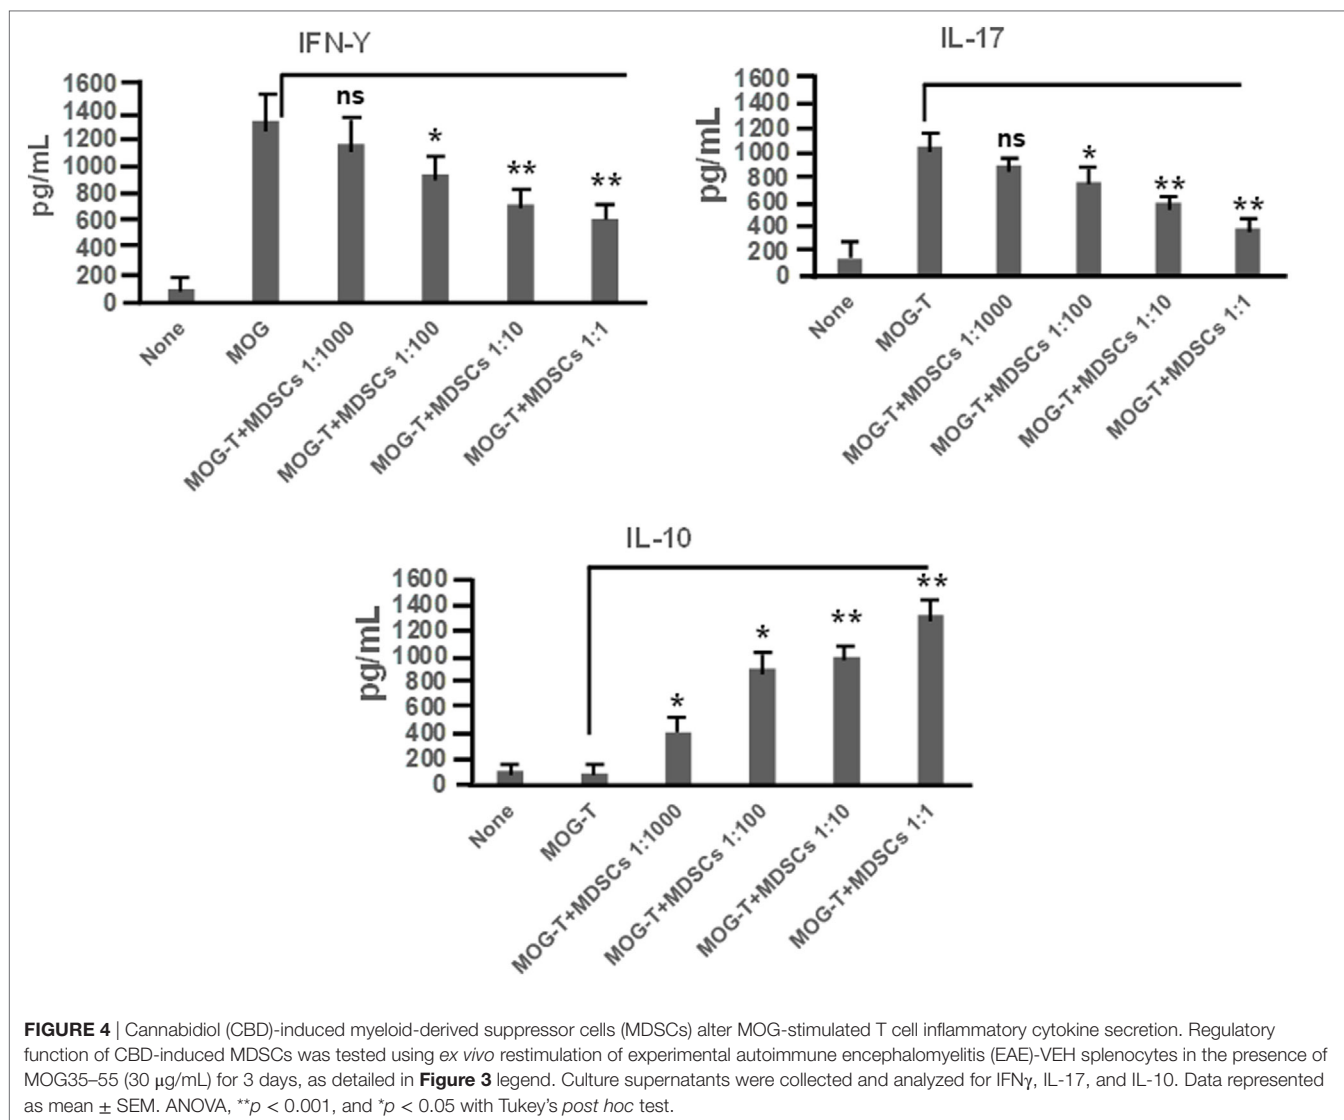 IFN-Y
pg/mL
1600
1400
1200
1000
800
600
400
200
0
ns
*
**
**
None
MOG
MOG-T+MDSCs 1:1000
MOG-T+MDSCs 1:100
MOG-T+MDSCs 1:10
MOG-T+MDSCs 1:1
IL-17
pg/mL
1600
1400
1200
1000
800
600
400
200
0
ns
*
**
**
None
MOG-T
MOG-T+MDSCs 1:1000
MOG-T+MDSCs 1:100
MOG-T+MDSCs 1:10
MOG-T+MDSCs 1:1
IL-10
pg/mL
1600
1400
1200
1000
800
600
400
200
0
*
*
**
**
None
MOG-T
MOG-T+MDSCs 1:1000
MOG-T+MDSCs 1:100
MOG-T+MDSCs 1:10
MOG-T+MDSCs 1:1
FIGURE 4 | Cannabidiol (CBD)-induced myeloid-derived suppressor cells (MDSCs) alter MOG-stimulated T cell inflammatory cytokine secretion. Regulatory
function of CBD-induced MDSCs was tested using ex vivo restimulation of experimental autoimmune encephalomyelitis (EAE)-VEH splenocytes in the presence of
MOG35–55 (30 μg/mL) for 3 days, as detailed in Figure 3 legend. Culture supernatants were collected and analyzed for IFNγ, IL-17, and IL-10. Data represented
as mean ± SEM. ANOVA, **p < 0.001, and *p < 0.05 with Tukey's post hoc test.